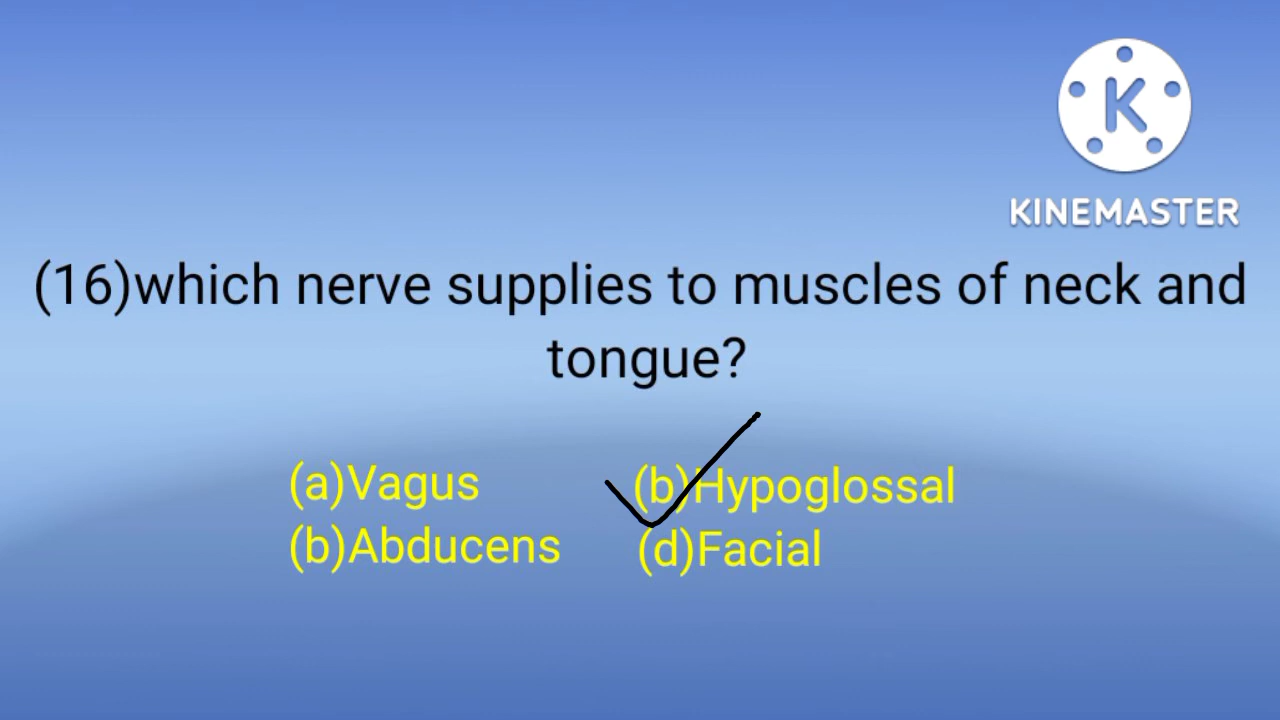 K
KINEMASTER
(16)which nerve supplies to muscles of neck and
tongue?
(a)Vagus (b)Hypoglossal
(b)Abducens (d)Facial